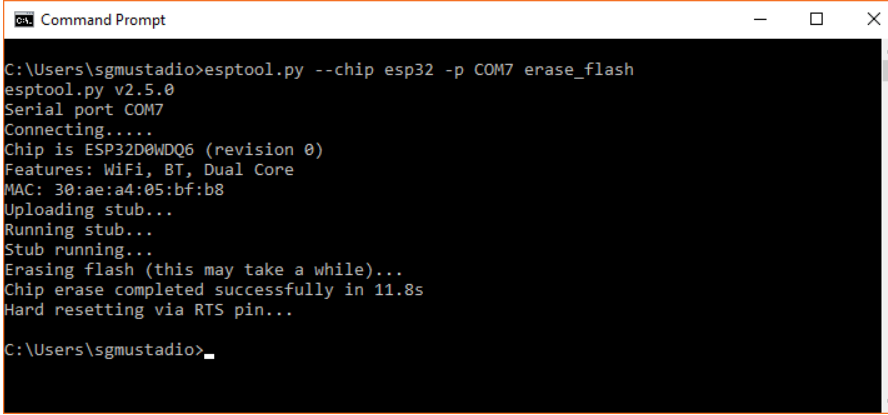 Command Prompt
C:\Users\sgmustadio>esptool.py --chip esp32 -p COM7 erase_flash
esptool.py v2.5.0
Serial port COM7
Connecting.....
Chip is ESP32D0WDQ6 (revision 0)
Features: WiFi, BT, Dual Core
MAC: 30:ae:a4:05:bf:b8
Uploading stub...
Running stub...
Stub running...
Erasing flash (this may take a while)...
Chip erase completed successfully in 11.8s
Hard resetting via RTS pin...
C:\Users\sgmustadio>